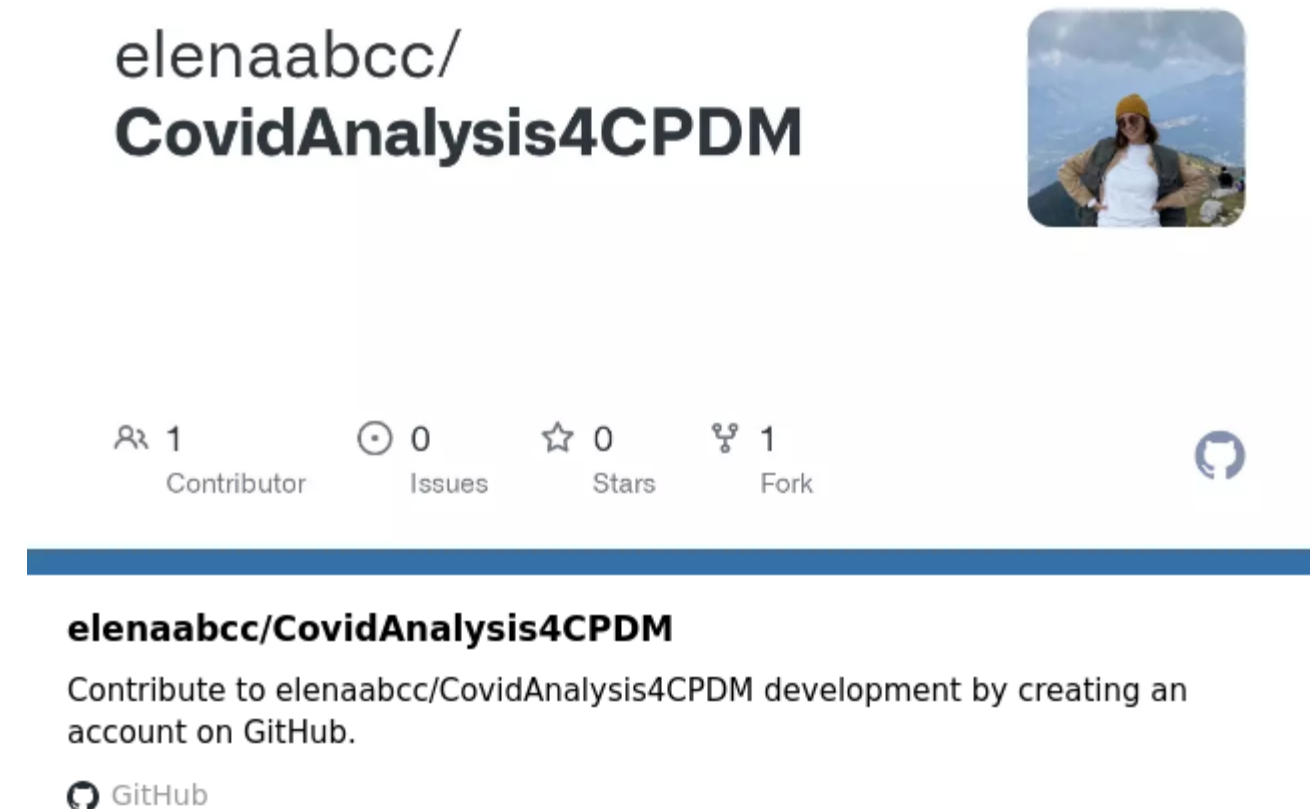 elenaabcc/
CovidAnalysis4CPDM
1
Contributor
0
Issues
0
Stars
1
Fork
elenaabcc/CovidAnalysis4CPDM
Contribute to elenaabcc/CovidAnalysis4CPDM development by creating an
account on GitHub.
GitHub